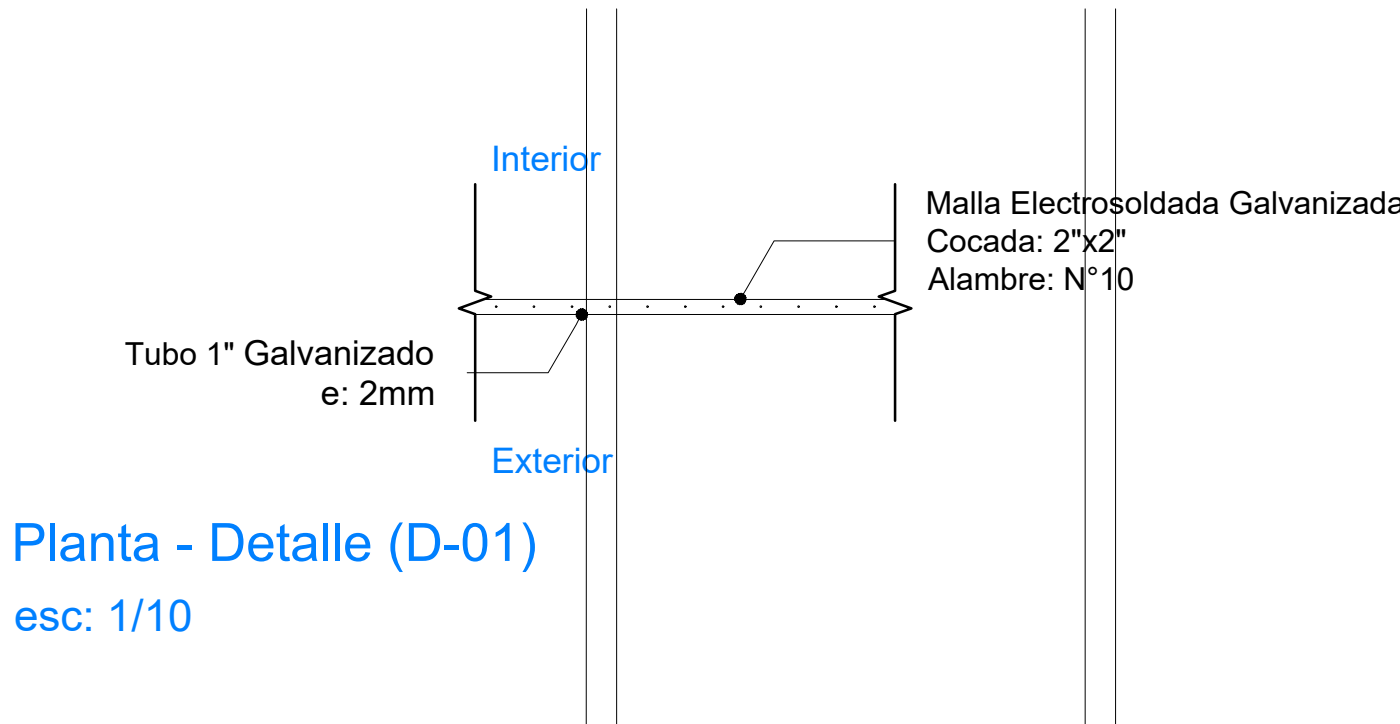 Interior
Malla Electrosoldada Galvanizada
Cocada: 2"x2"
Alambre: N°10
Tubo 1" Galvanizado
e: 2mm
Exterior
Planta - Detalle (D-01)
esc: 1/10